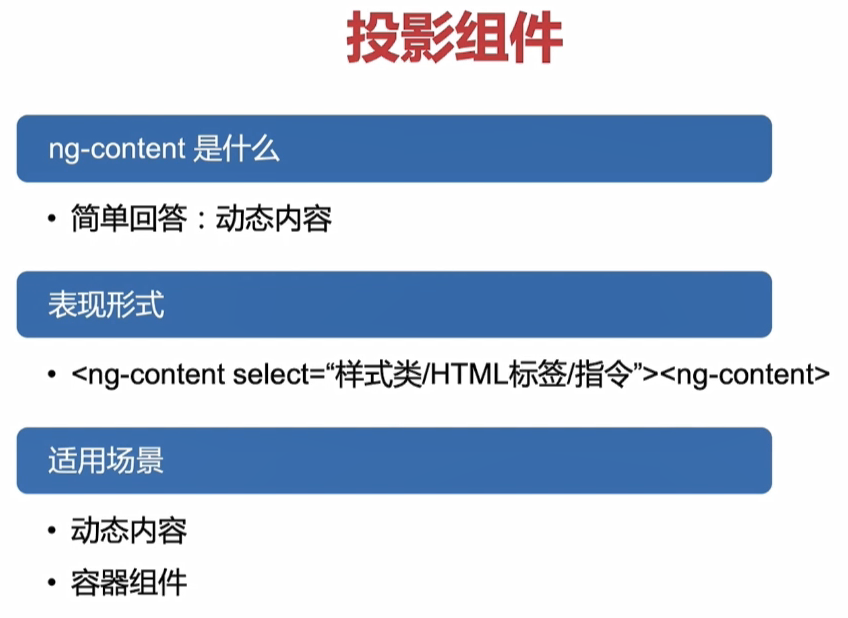 投影组件
ng-content 是什么
• 简单回答：动态内容
表现形式
• <ng-content select=“样式类/HTML标签/指令”><ng-content>
适用场景
• 动态内容
• 容器组件